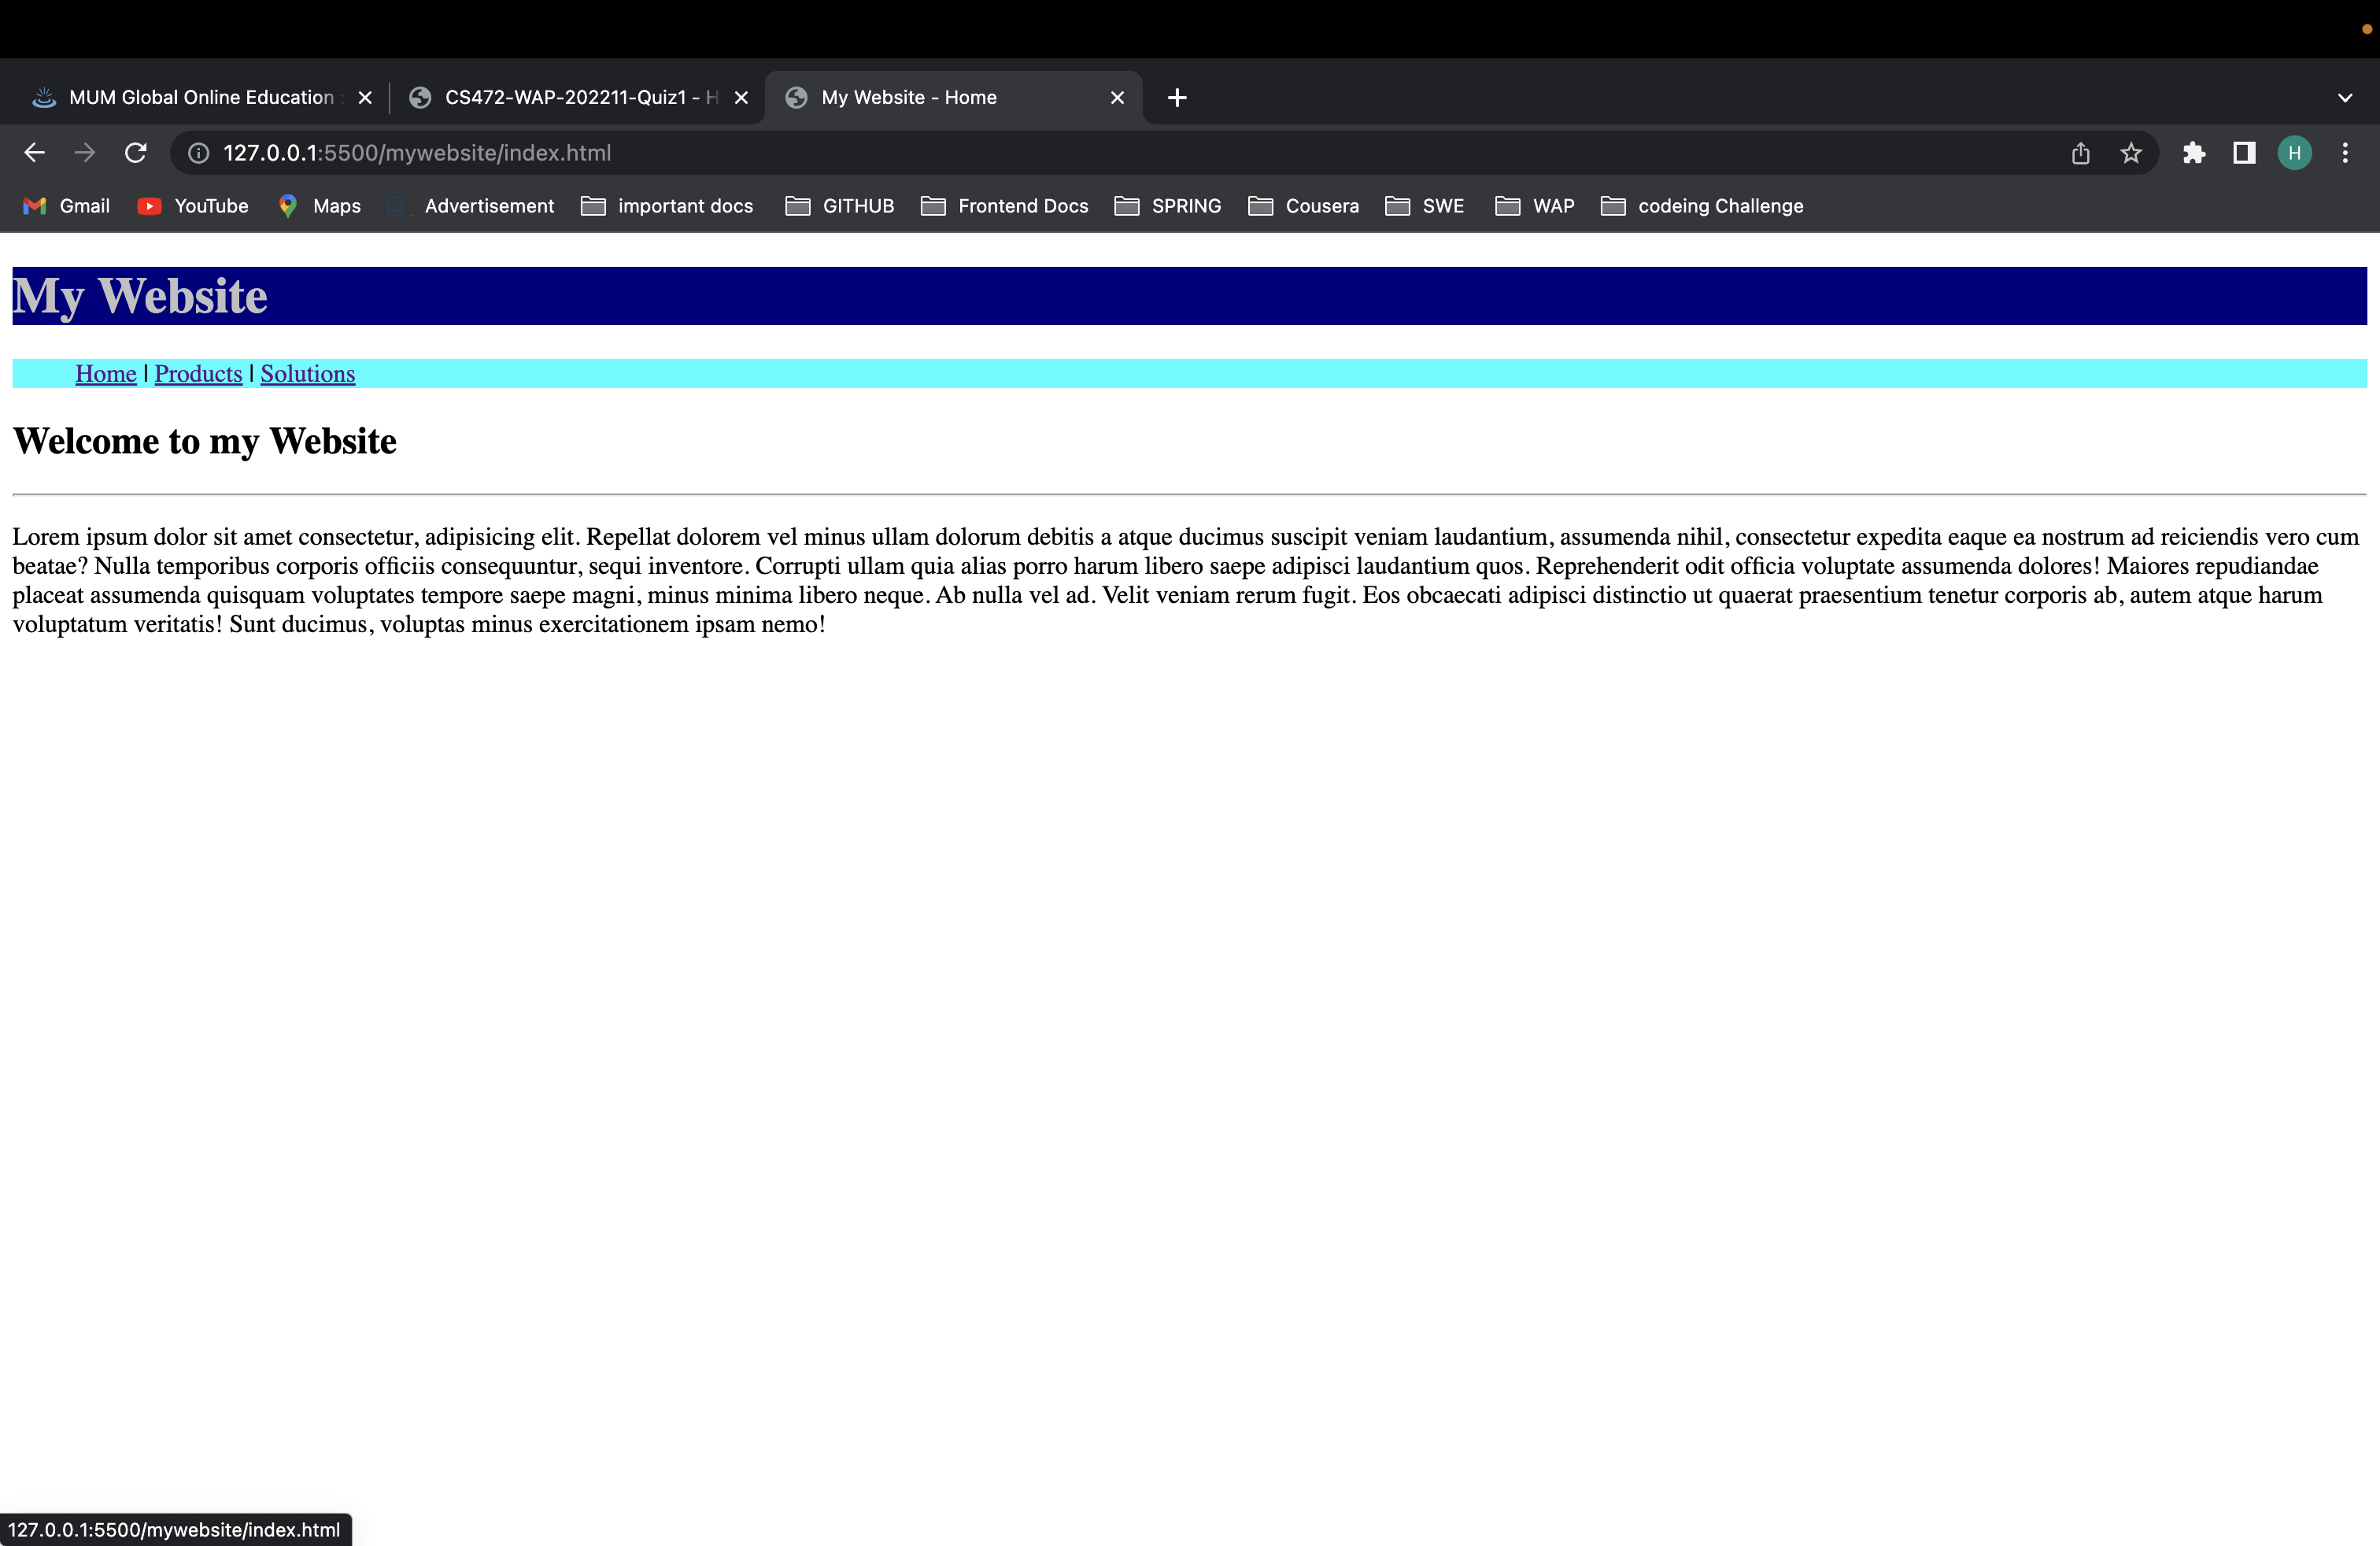 MUM Global Online Education :
CS472-WAP-202211-Quiz1 - H
My Website - Home
127.0.0.1:5500/mywebsite/index.html
H
Gmail YouTube Maps Advertisement important docs GITHUB Frontend Docs SPRING Cousera SWE WAP codeing Challenge
My Website
Home | Products | Solutions
Welcome to my Website
Lorem ipsum dolor sit amet consectetur, adipisicing elit. Repellat dolorem vel minus ullam dolorum debitis a atque ducimus suscipit veniam laudantium, assumenda nihil, consectetur expedita eaque ea nostrum ad reiciendis vero cum
beatae? Nulla temporibus corporis officiis consequuntur, sequi inventore. Corrupti ullam quia alias porro harum libero saepe adipisci laudantium quos. Reprehenderit odit officia voluptate assumenda dolores! Maiores repudiandae
placeat assumenda quisquam voluptates tempore saepe magni, minus minima libero neque. Ab nulla vel ad. Velit veniam rerum fugit. Eos obcaecati adipisci distinctio ut quaerat praesentium tenetur corporis ab, autem atque harum
voluptatum veritatis! Sunt ducimus, voluptas minus exercitationem ipsam nemo!
127.0.0.1:5500/mywebsite/index.html